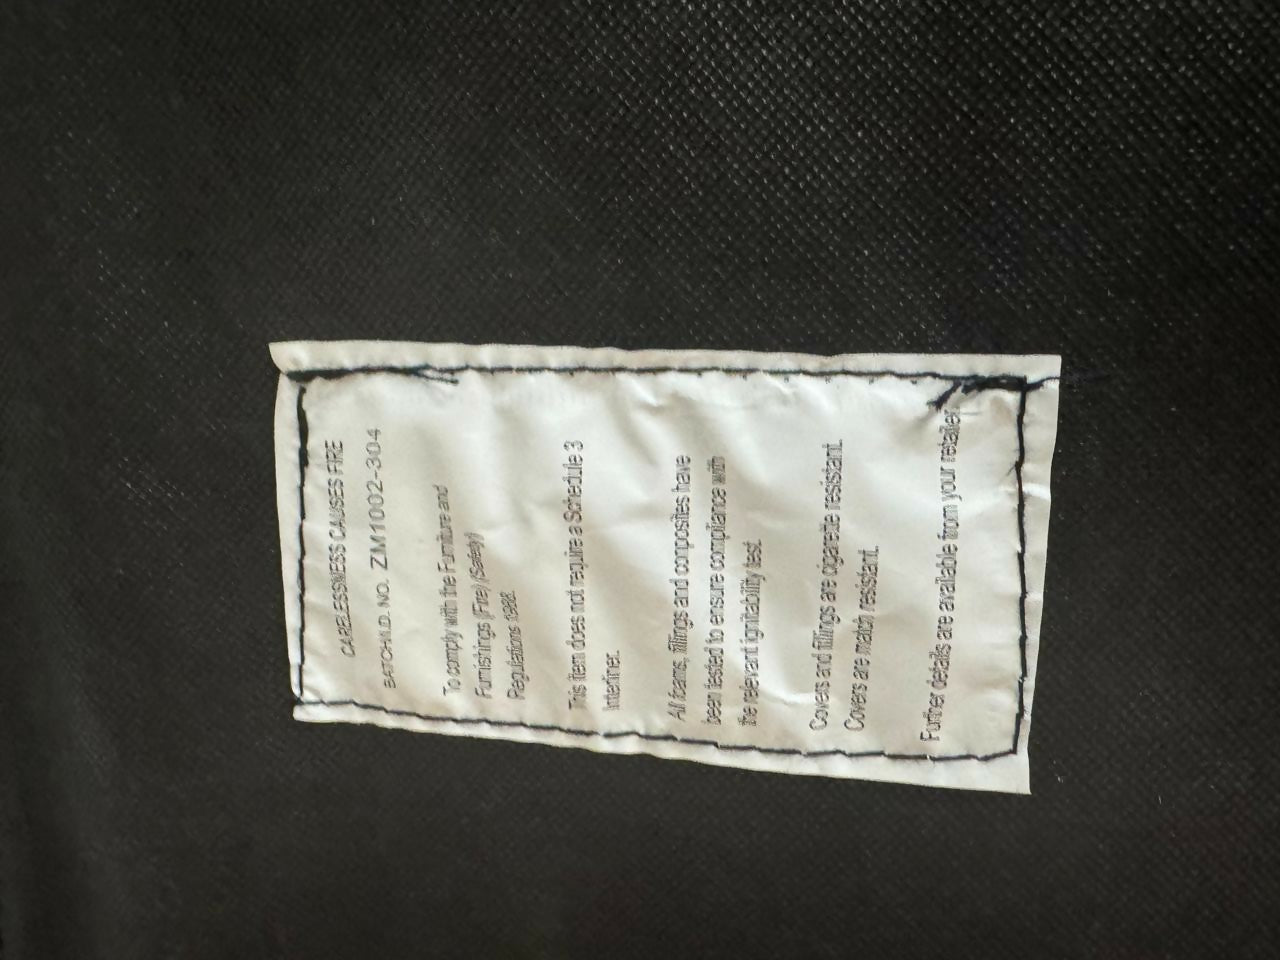 CARELESSNESS CAUSES FIRE
BATCH/I.D. NO. ZM1002-304
To comply with the Furniture and
Furnishings (Fire) (Safety)
Regulations 1988.
This item does not require a Schedule 3
Interliner.
All foams, fillings and composites have
been tested to ensure compliance with
the relevant ignitability test.
Covers and fillings are cigarette resistant.
Covers are match resistant.
Further details are available from your retailer.